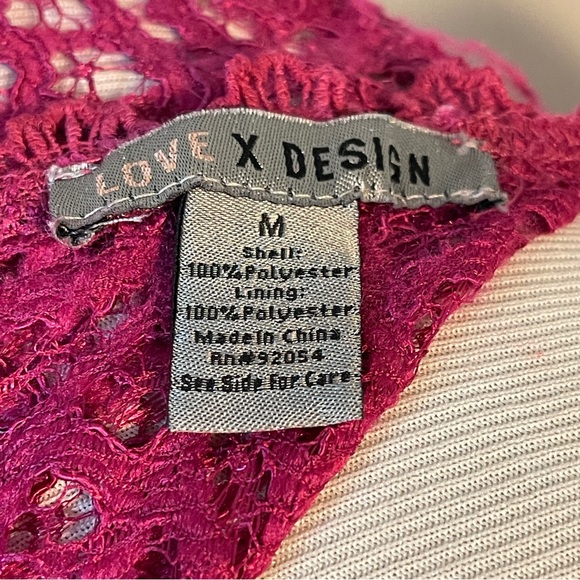 LOVE X DESIGN
M
Shell:
100% Polyester
Lining:
100% Polyester
Made in China
Rn#92054
See Side For Care